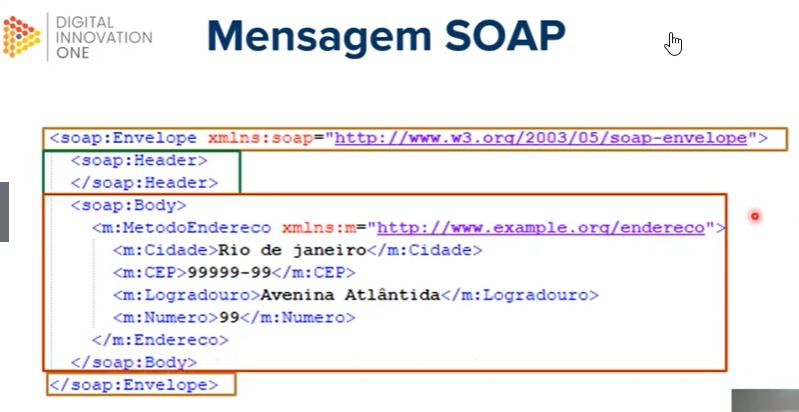 DIGITAL
INNOVATION
ONE
Mensagem SOAP
<soap:Envelope xmlns:soap="http://www.w3.org/2003/05/soap-envelope">
<soap:Header>
</soap:Header>
<soap:Body>
<m:MetodoEndereco xmlns:m="http://www.example.org/endereco">
<m:Cidade>Rio de janeiro</m:Cidade>
<m:CEP>99999-99</m:CEP>
<m:Logradouro>Avenina Atlântida</m:Logradouro>
<m:Numero>99</m:Numero>
</m:Endereco>
</soap:Body>
</soap:Envelope>